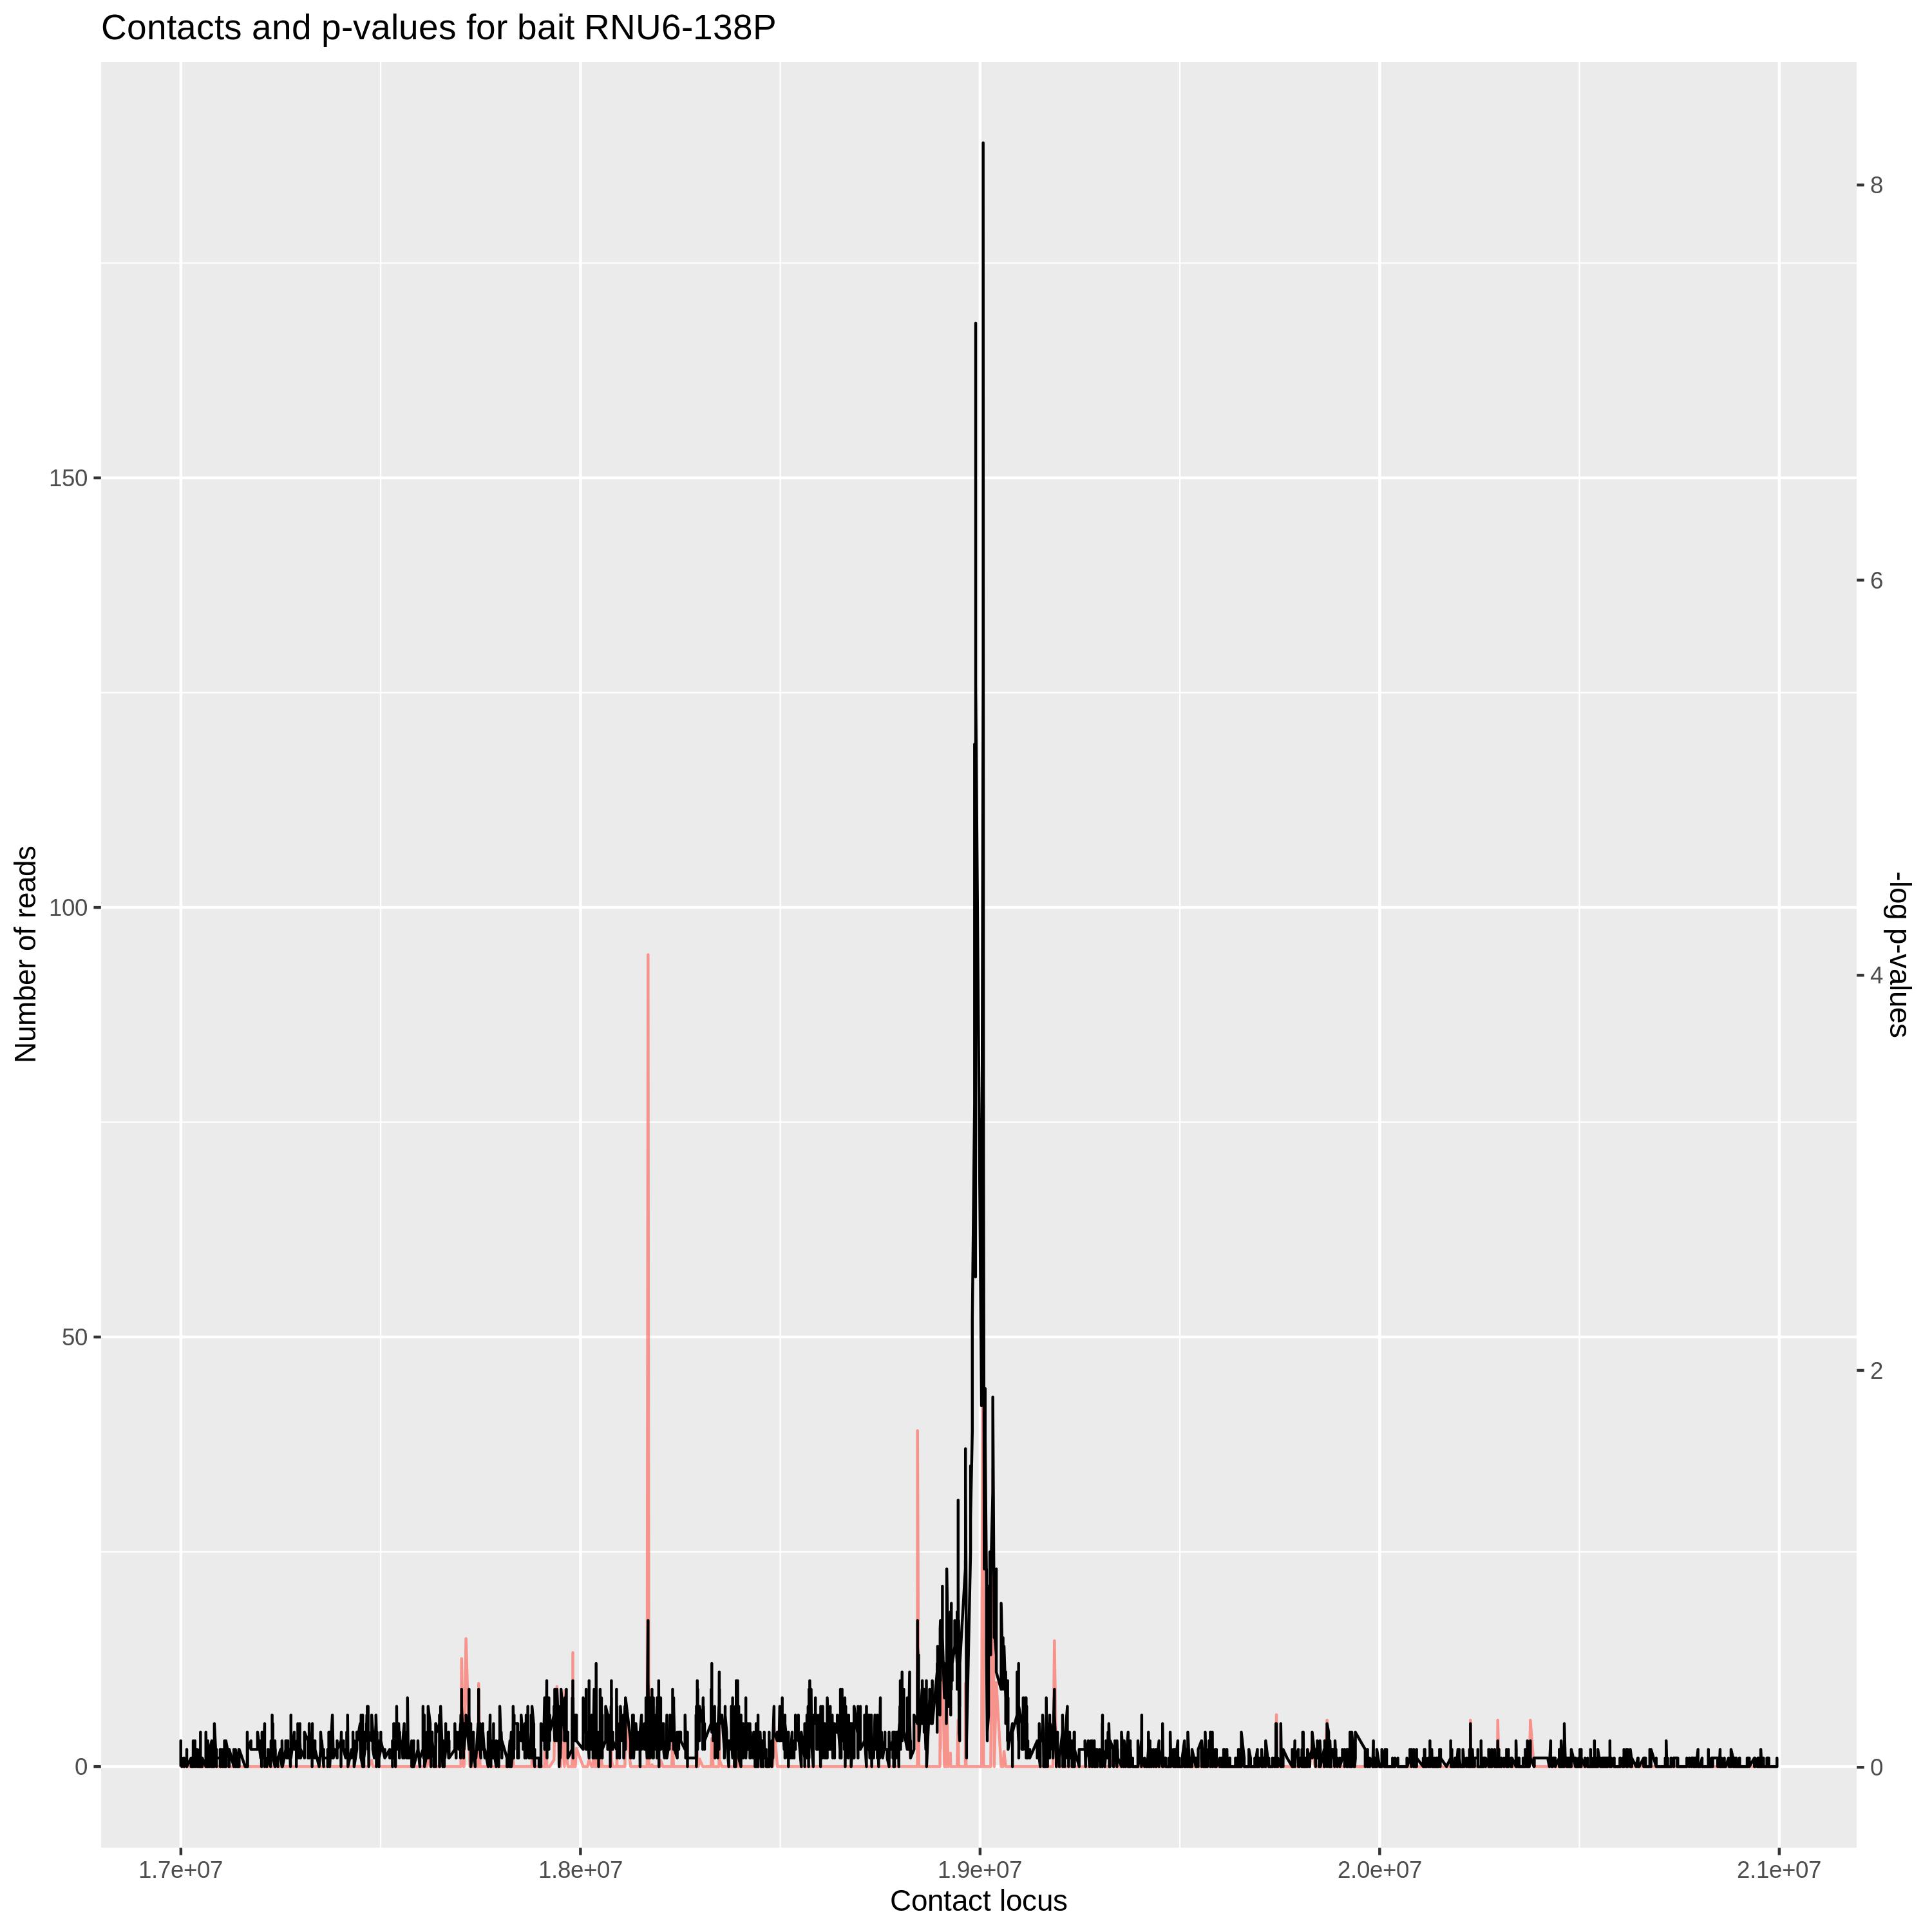 Contacts and p-values for bait RNU6-138P
Number of reads
150
100
50
0
8
6
4
2
0
-log p-values
1.7e+07
1.8e+07
1.9e+07
2.0e+07
2.1e+07
Contact locus